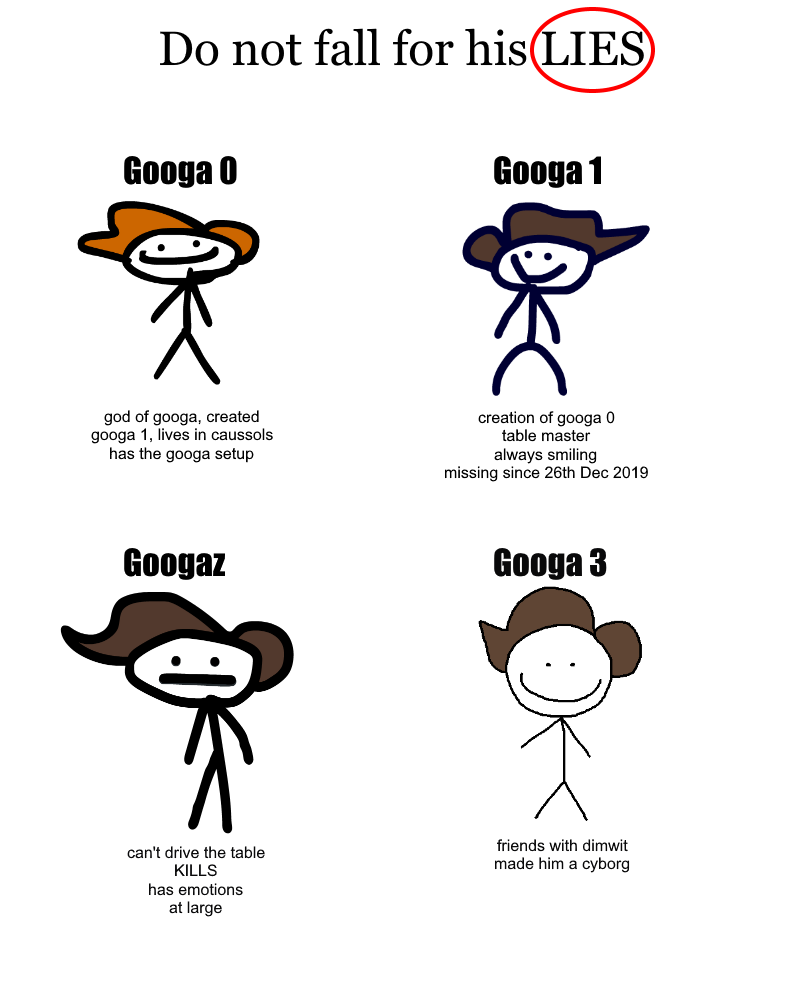 Do not fall for his LIES
Googa 0
Googa 1
god of googa, created
googa 1, lives in caussols
has the googa setup
creation of googa 0
table master
always smiling
missing since 26th Dec 2019
Googaz
Googa 3
can't drive the table
KILLS
has emotions
at large
friends with dimwit
made him a cyborg